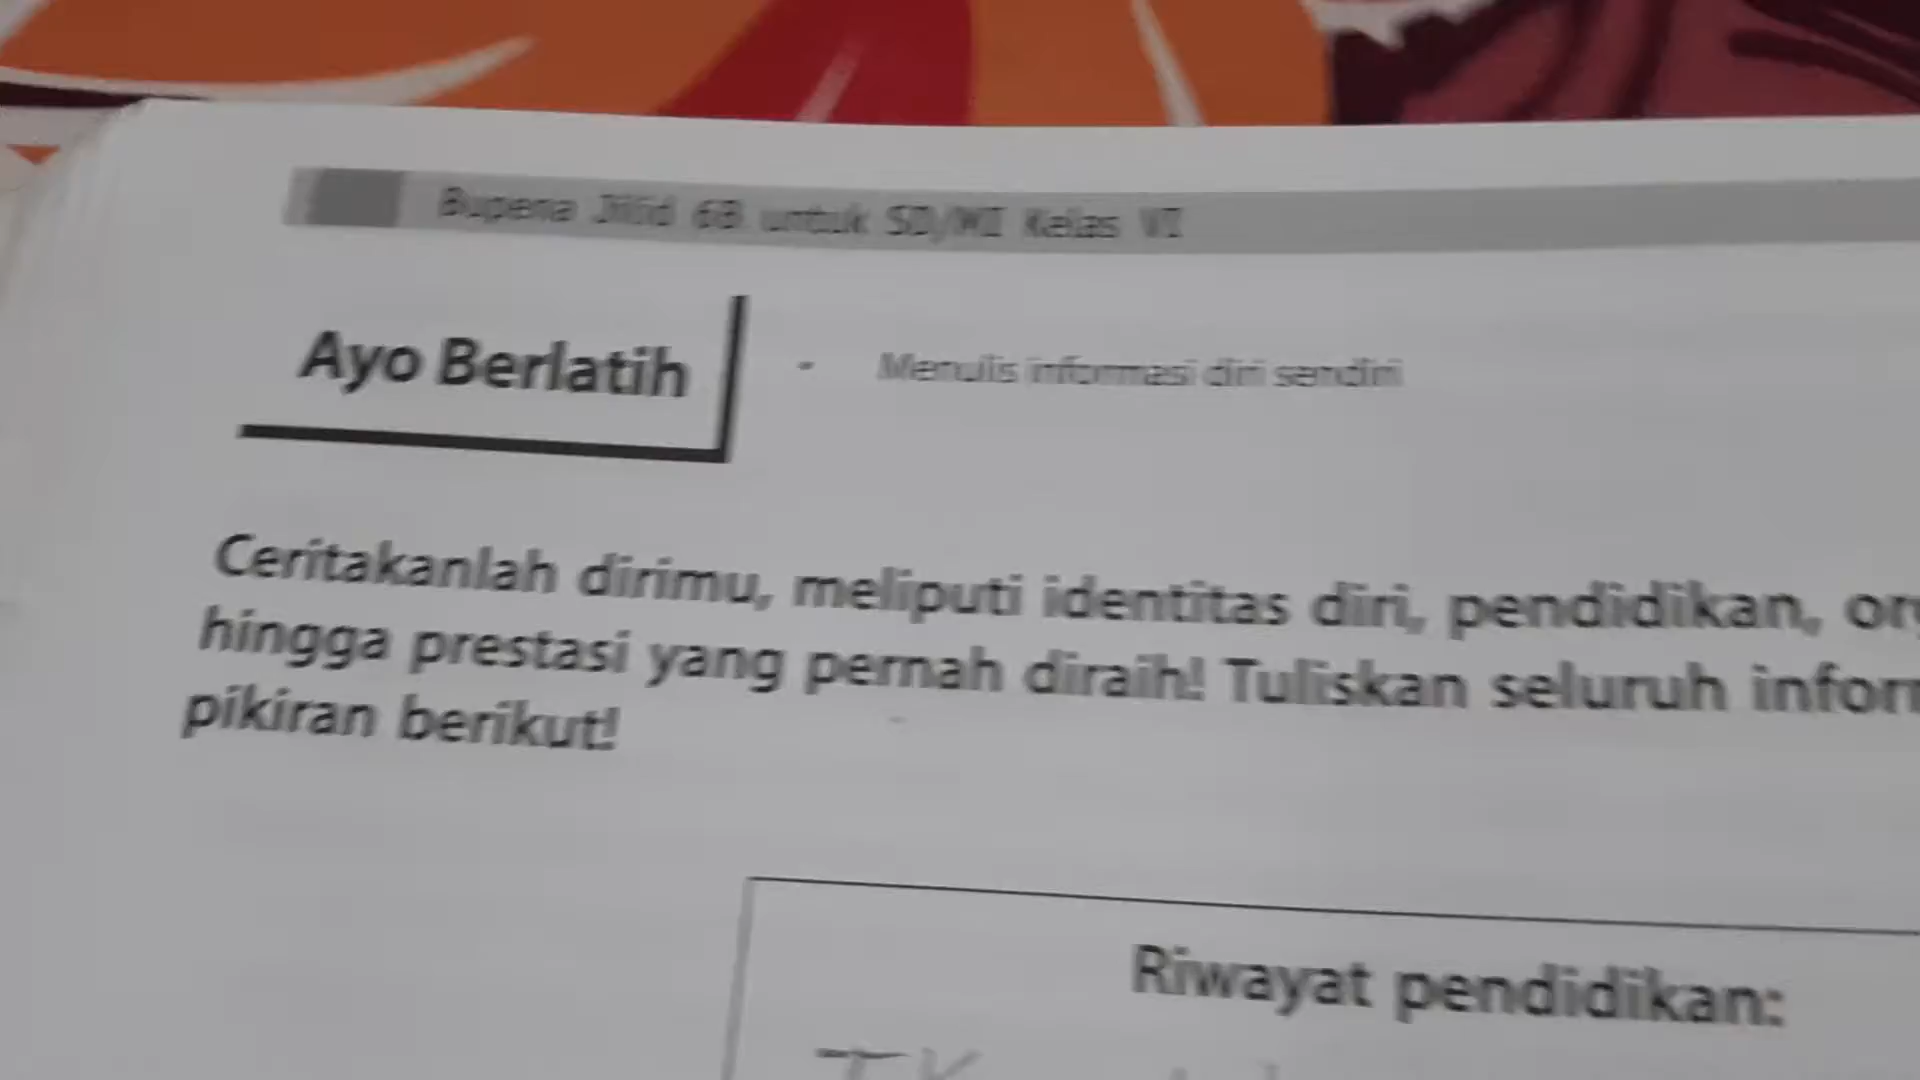 Bupena Jilid 6B untuk SD/MI Kelas VI
Ayo Berlatih
- Menulis informasi diri sendiri
Ceritakanlah dirimu, meliputi identitas diri, pendidikan,
hingga prestasi yang pernah diraih! Tuliskan seluruh
pikiran berikut!
Riwayat pendidikan:
TK